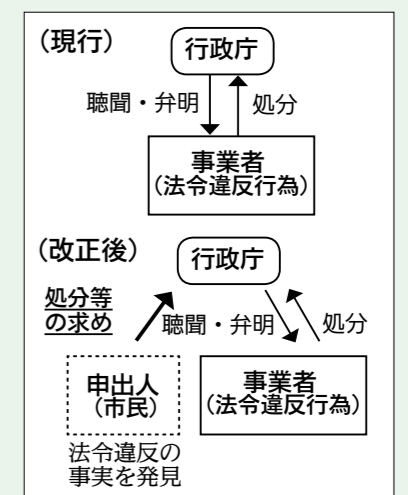 （現行）
行政庁
聴聞・弁明
処分
事業者
（法令違反行為）
（改正後）
行政庁
処分等
の求め
聴聞・弁明
処分
申出人
（市民）
事業者
（法令違反行為）
法令違反の
事実を発見